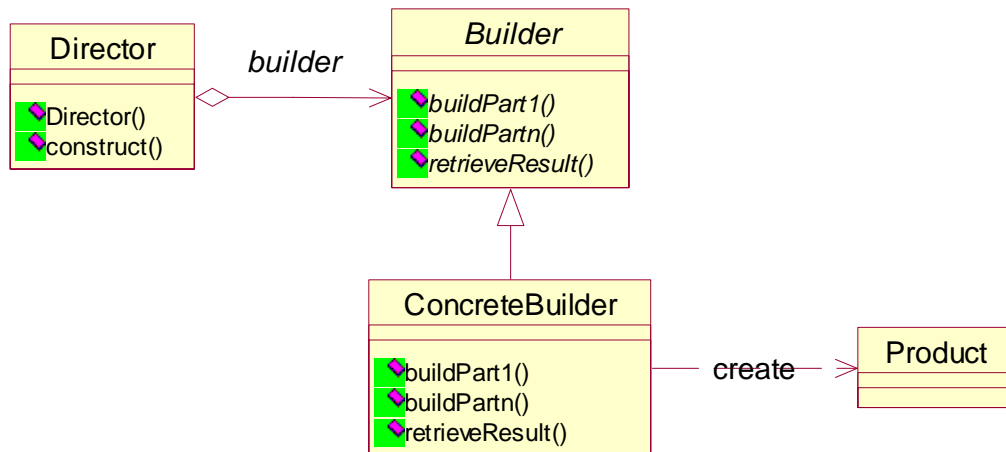 Director
Director()
construct()
builder
Builder
buildPart1()
buildPartn()
retrieveResult()
ConcreteBuilder
buildPart1()
buildPartn()
retrieveResult()
create
Product